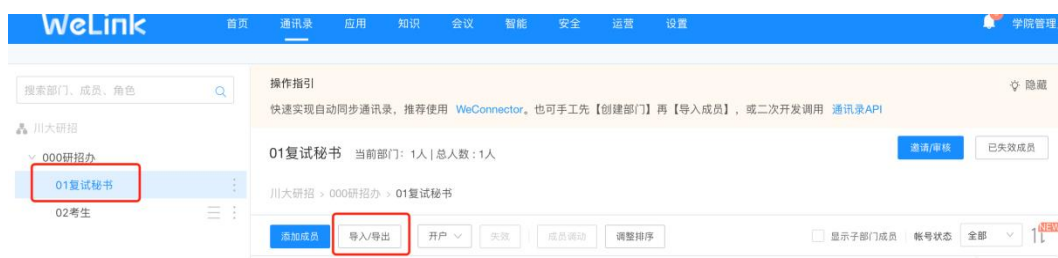 WeLink 首页 通讯录 应用 知识 会议 智能 安全 运营 设置 学院管理
搜索部门、成员、角色
川大研招
000研招办
01复试秘书
02考生
操作指引 隐藏
快速实现自动同步通讯录，推荐使用 WeConnector。也可手工先【创建部门】再【导入成员】，或二次开发调用 通讯录API
01复试秘书 当前部门：1人 | 总人数：1人 邀请/审核 已失效成员
川大研招 > 000研招办 > 01复试秘书
添加成员 导入/导出 开户 失效 成员调动 调整排序 显示子部门成员 帐号状态 全部 NEW